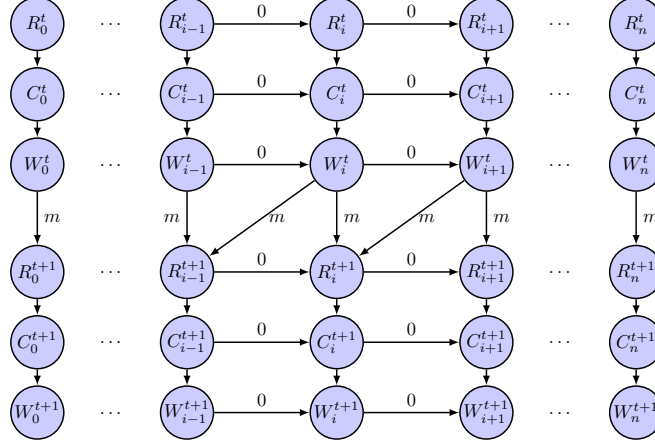 $R_0^t$ ··· $R_{i-1}^t$ 0 $R_i^t$ 0 $R_{i+1}^t$ ··· $R_n^t$
$C_0^t$ ··· $C_{i-1}^t$ 0 $C_i^t$ 0 $C_{i+1}^t$ ··· $C_n^t$
$W_0^t$ ··· $W_{i-1}^t$ 0 $W_i^t$ 0 $W_{i+1}^t$ ··· $W_n^t$
m m m m m m m
$R_0^{t+1}$ ··· $R_{i-1}^{t+1}$ 0 $R_i^{t+1}$ 0 $R_{i+1}^{t+1}$ ··· $R_n^{t+1}$
$C_0^{t+1}$ ··· $C_{i-1}^{t+1}$ 0 $C_i^{t+1}$ 0 $C_{i+1}^{t+1}$ ··· $C_n^{t+1}$
$W_0^{t+1}$ ··· $W_{i-1}^{t+1}$ 0 $W_i^{t+1}$ 0 $W_{i+1}^{t+1}$ ··· $W_n^{t+1}$